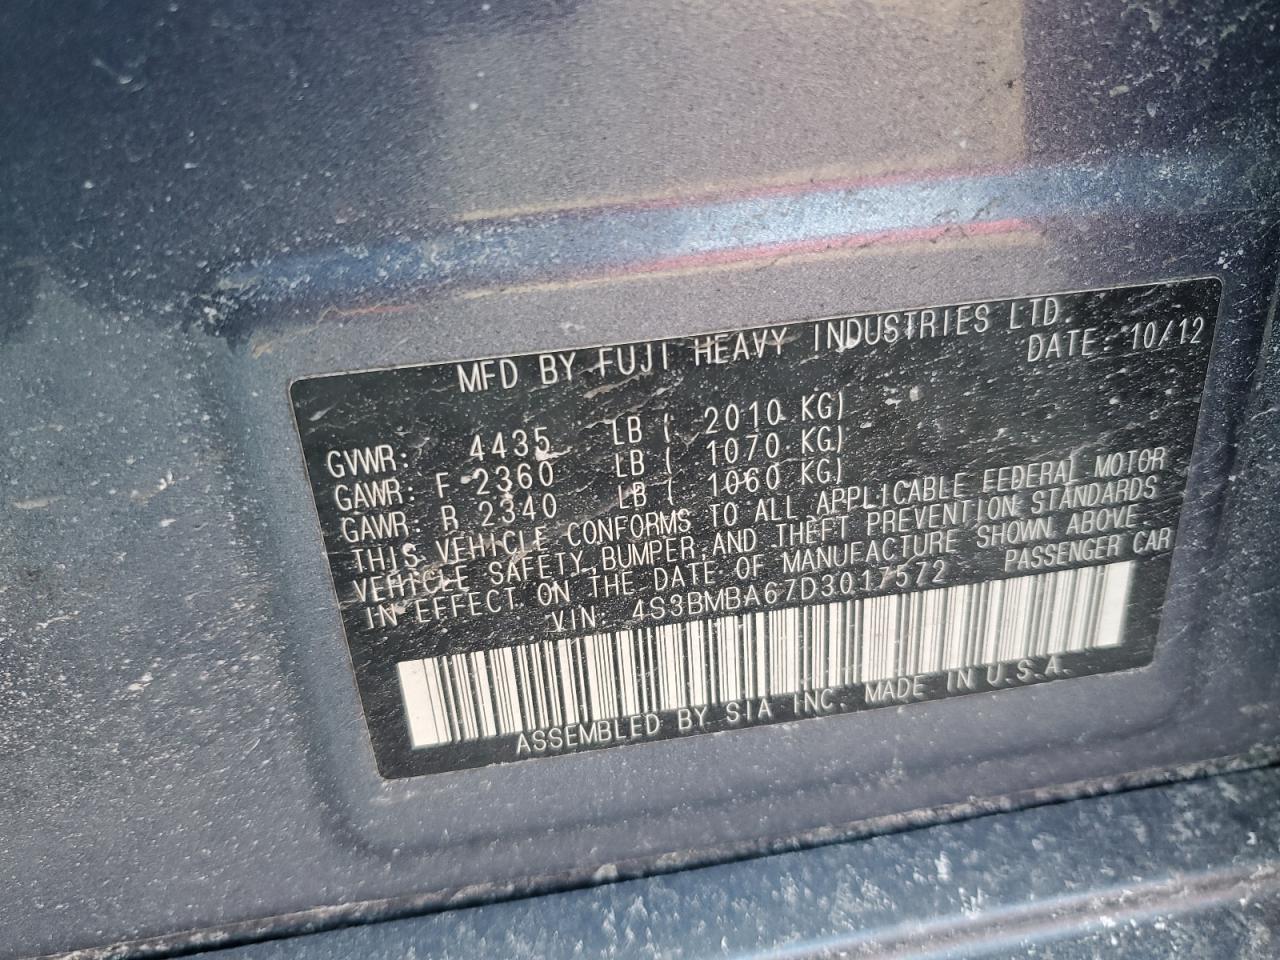 MFD BY FUJI HEAVY INDUSTRIES LTD.
DATE: 10/12
GVWR: 4435 LB ( 2010 KG)
GAWR: F 2360 LB ( 1070 KG)
GAWR: R 2340 LB ( 1060 KG)
THIS VEHICLE CONFORMS TO ALL APPLICABLE FEDERAL MOTOR
VEHICLE SAFETY, BUMPER, AND THEFT PREVENTION STANDARDS
IN EFFECT ON THE DATE OF MANUFACTURE SHOWN ABOVE.
VIN: 4S3BMBA67D3017572 PASSENGER CAR
ASSEMBLED BY SIA INC. MADE IN U.S.A.